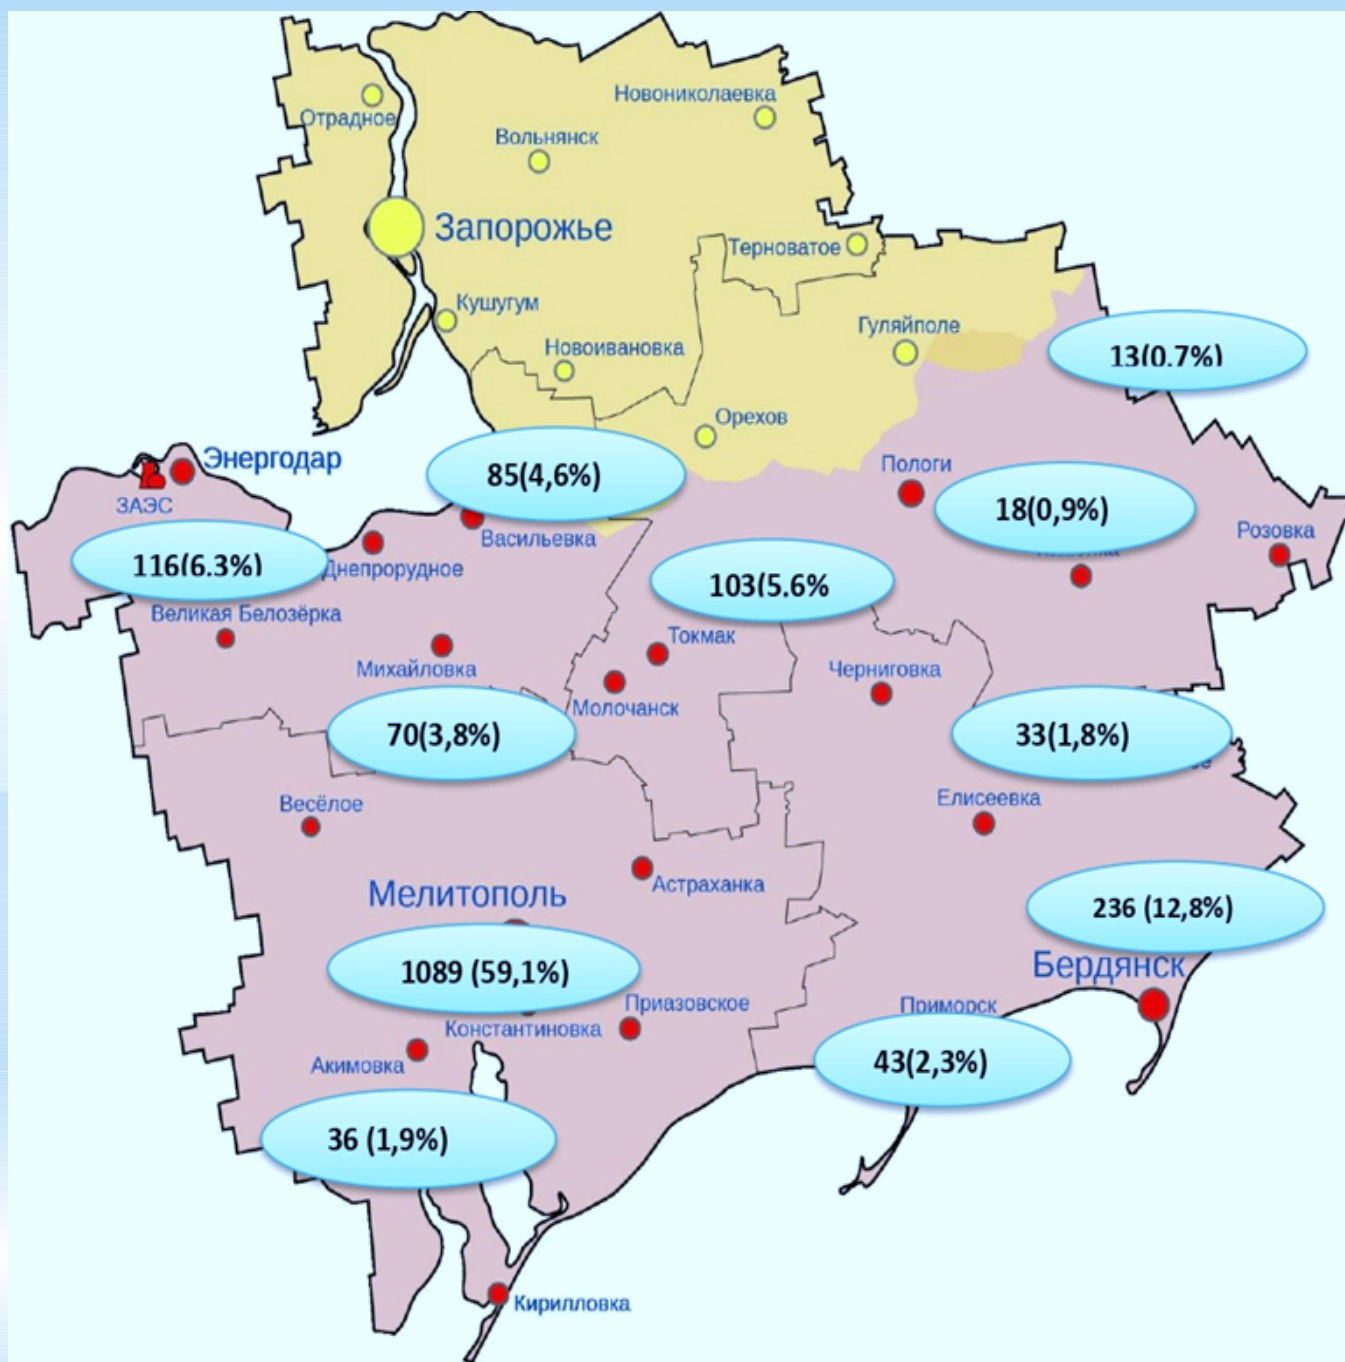 Новониколаевка
Отрадное
Вольнянск
Запорожье
Терноватое
Кушугум
Гуляйполе
Новоивановка
13(0.7%)
Орехов
Энергодар
85(4,6%)
Пологи
ЗАЭС
18(0,9%)
Васильевка
Розовка
116(6.3%)
Днепрорудное
103(5.6%
Великая Белозёрка
Токмак
Михайловка
Черниговка
Молочанск
70(3,8%)
33(1,8%)
Весёлое
Елисеевка
Астраханка
Мелитополь
236 (12,8%)
1089 (59,1%)
Бердянск
Приазовское
Приморск
Константиновка
Акимовка
43(2,3%)
36 (1,9%)
Кирилловка